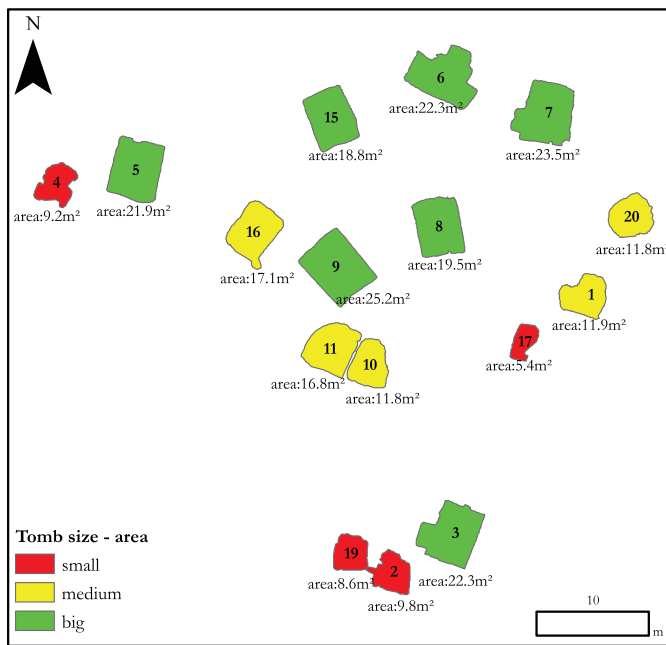 N
6
area:22.3m²
15
area:18.8m²
7
area:23.5m²
4
area:9.2m²
5
area:21.9m²
16
area:17.1m²
9
area:25.2m²
8
area:19.5m²
20
area:11.8m²
1
area:11.9m²
17
area:5.4m²
11
area:16.8m²
10
area:11.8m²
3
area:22.3m²
19
area:8.6m²
2
area:9.8m²
Tomb size - area
small
medium
big
10
m